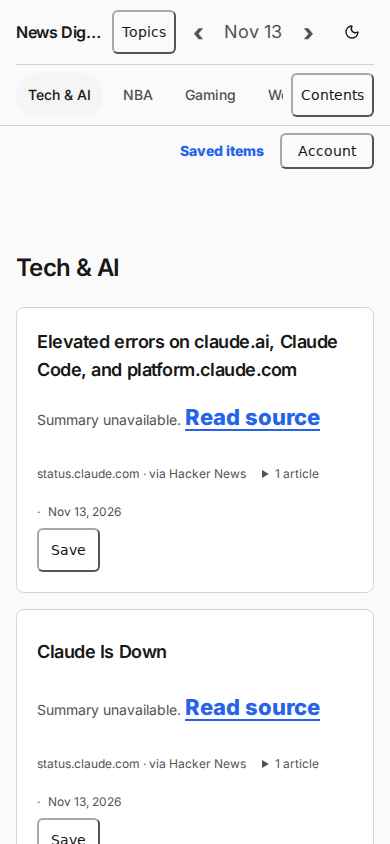 News Dig...
Topics
‹ Nov 13 ›
Tech & AI
NBA
Gaming
Contents
Saved items
Account
Tech & AI
Elevated errors on claude.ai, Claude
Code, and platform.claude.com
Summary unavailable. Read source
status.claude.com · via Hacker News ▶ 1 article
· Nov 13, 2026
Save
Claude Is Down
Summary unavailable. Read source
status.claude.com · via Hacker News ▶ 1 article
· Nov 13, 2026
Save